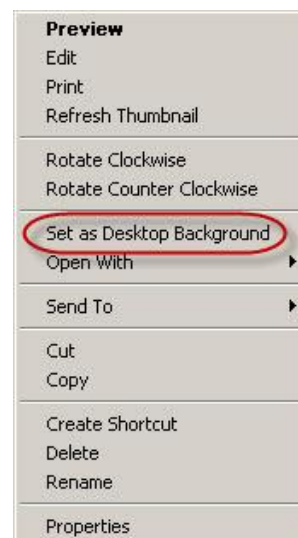 Preview
Edit
Print
Refresh Thumbnail
Rotate Clockwise
Rotate Counter Clockwise
Set as Desktop Background
Open With
Send To
Cut
Copy
Create Shortcut
Delete
Rename
Properties